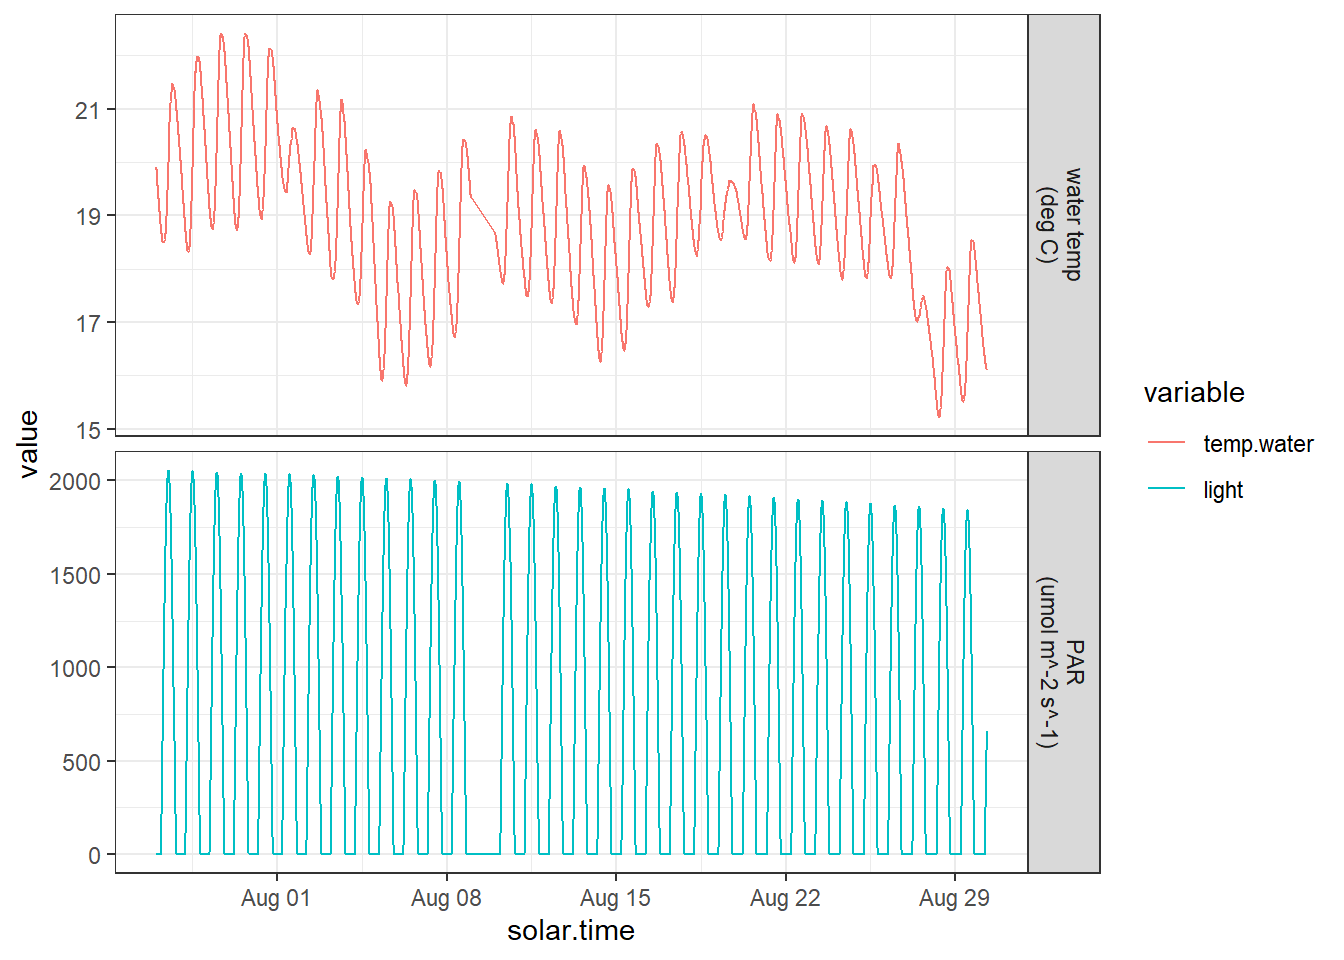 21
19
17
15
water temp
(deg C)
2000
1500
1000
500
0
PAR
(umol m^-2 s^-1)
value
Aug 01
Aug 08
Aug 15
Aug 22
Aug 29
solar.time
variable
temp.water
light